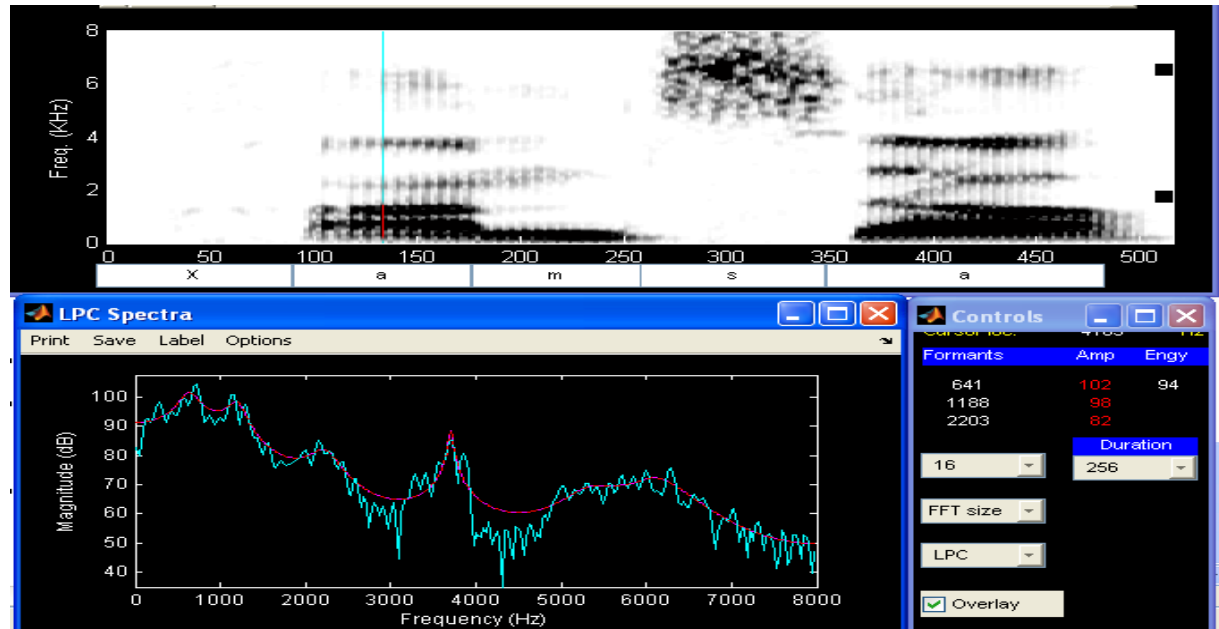 8
6
4
2
0
Freq. (KHz)
0 50 100 150 200 250 300 350 400 450 500
X a m s a
LPC Spectra
Print Save Label Options
100
90
80
70
60
50
40
Magnitude (dB)
0 1000 2000 3000 4000 5000 6000 7000 8000
Frequency (Hz)
Controls
Formants Amp Engy
641 102 94
1188 98
2203 82
Duration
16 256
FFT size
LPC
Overlay